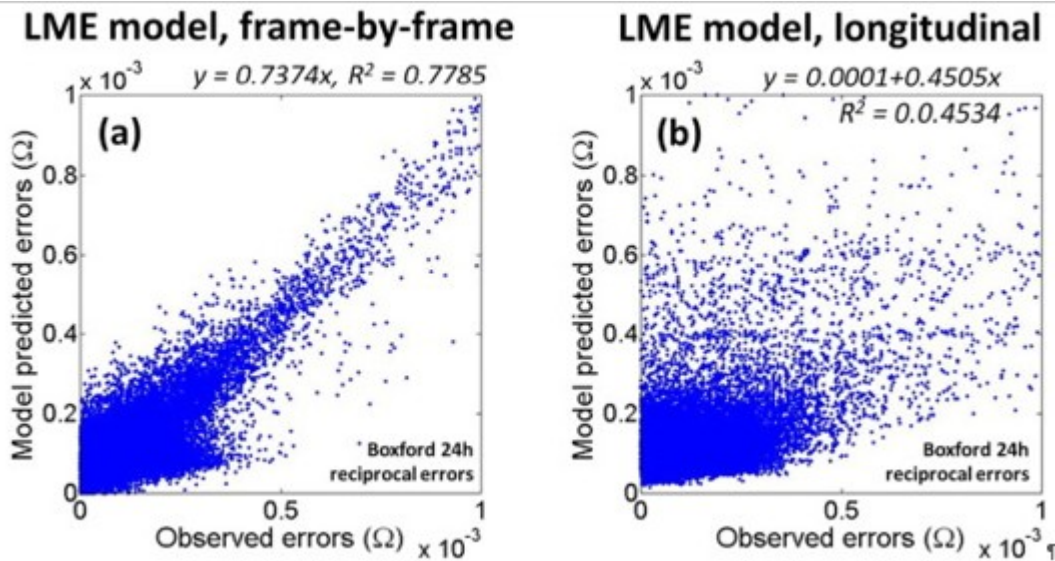 LME model, frame-by-frame
y = 0.7374x, R² = 0.7785
x 10⁻³
1
0.8
0.6
0.4
0.2
0
(a)
Model predicted errors (Ω)
Boxford 24h
reciprocal errors
0 0.5 1
Observed errors (Ω) x 10⁻³
LME model, longitudinal
y = 0.0001+0.4505x
x 10⁻³
R² = 0.0.4534
1
0.8
0.6
0.4
0.2
0
(b)
Model predicted errors (Ω)
Boxford 24h
reciprocal errors
0 0.5 1
Observed errors (Ω) x 10⁻³ ¶